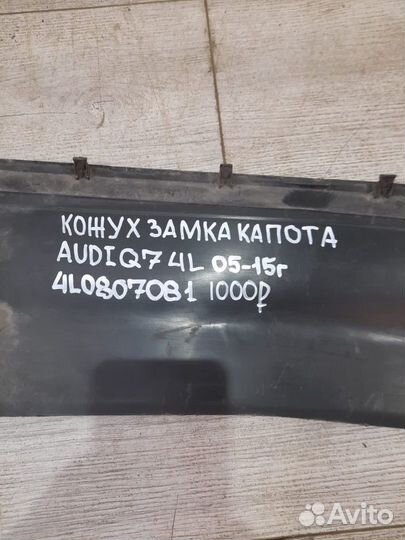 КОЖУХ ЗАМКА КАПОТА
AUDI Q7 4L 05-15г
4L0807081 1000₽
Avito